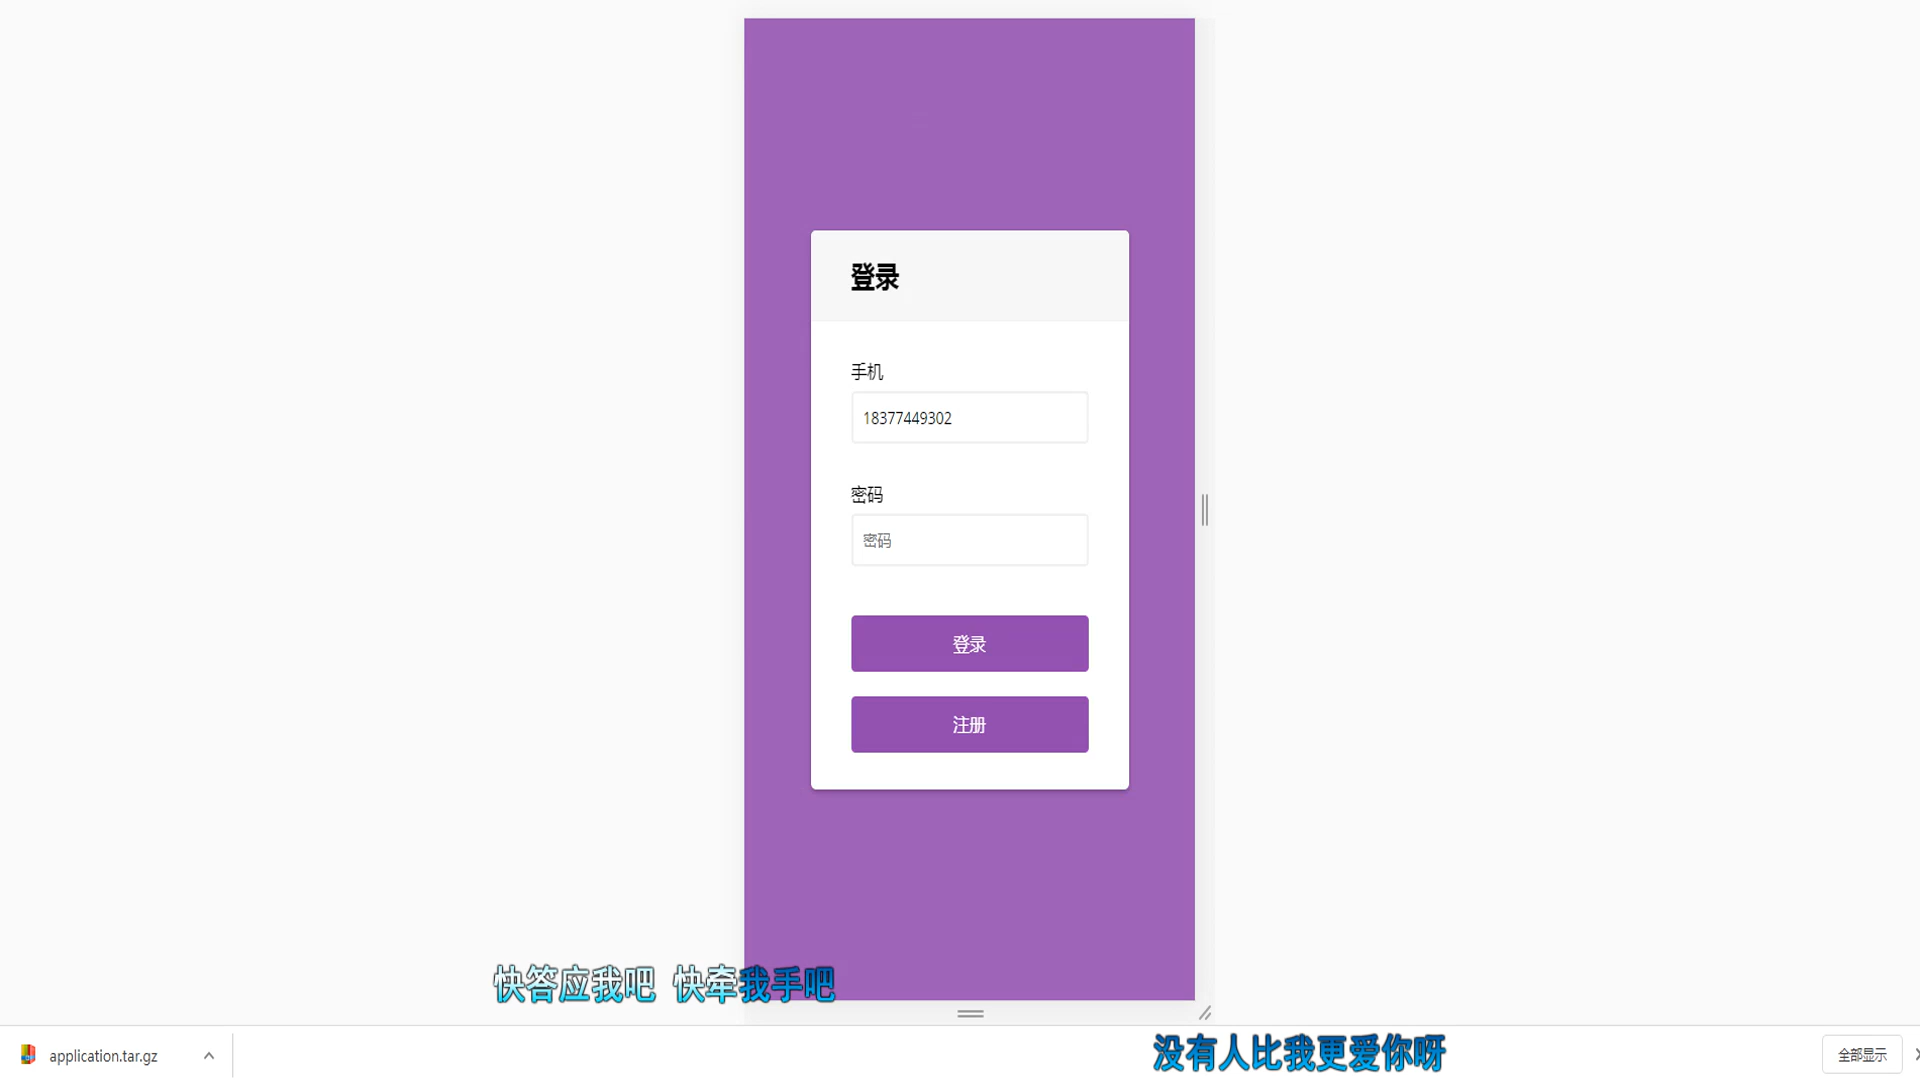 登录
手机
18377449302
密码
密码
登录
注册
快答应我吧 快牵我手吧
没有人比我更爱你呀
application.tar.gz
全部显示